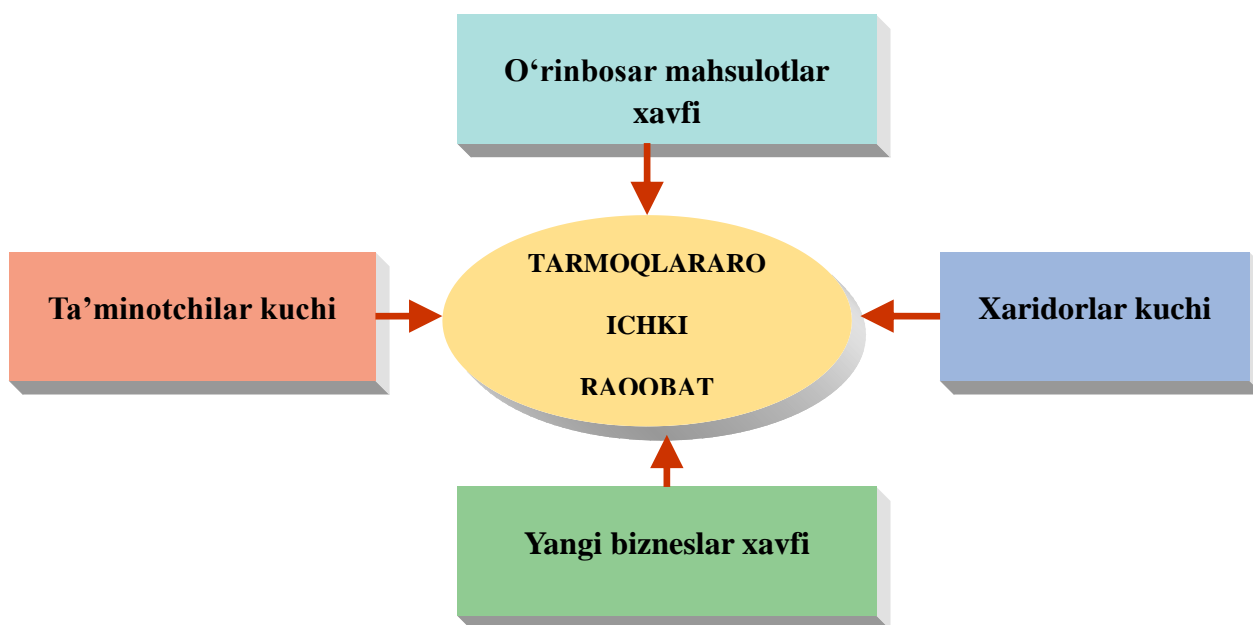 O‘rinbosar mahsulotlar
xavfi
TARMOQLARARO
Ta’minotchilar kuchi
ICHKI
Xaridorlar kuchi
RAQOBAT
Yangi bizneslar xavfi